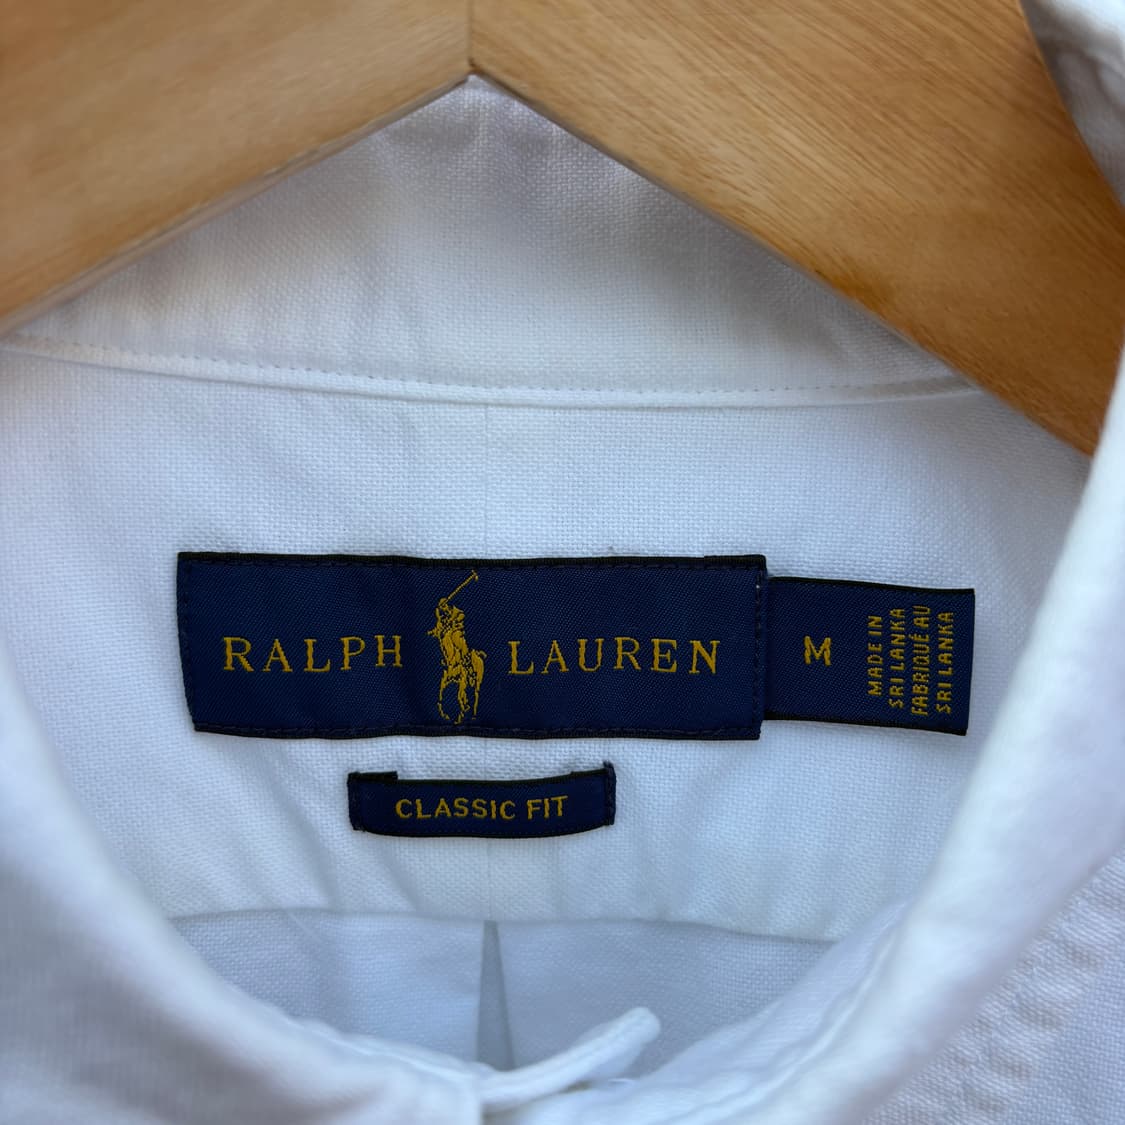 RALPH LAUREN
M
MADE IN
SRI LANKA
FABRIQUÉ AU
SRI LANKA
CLASSIC FIT